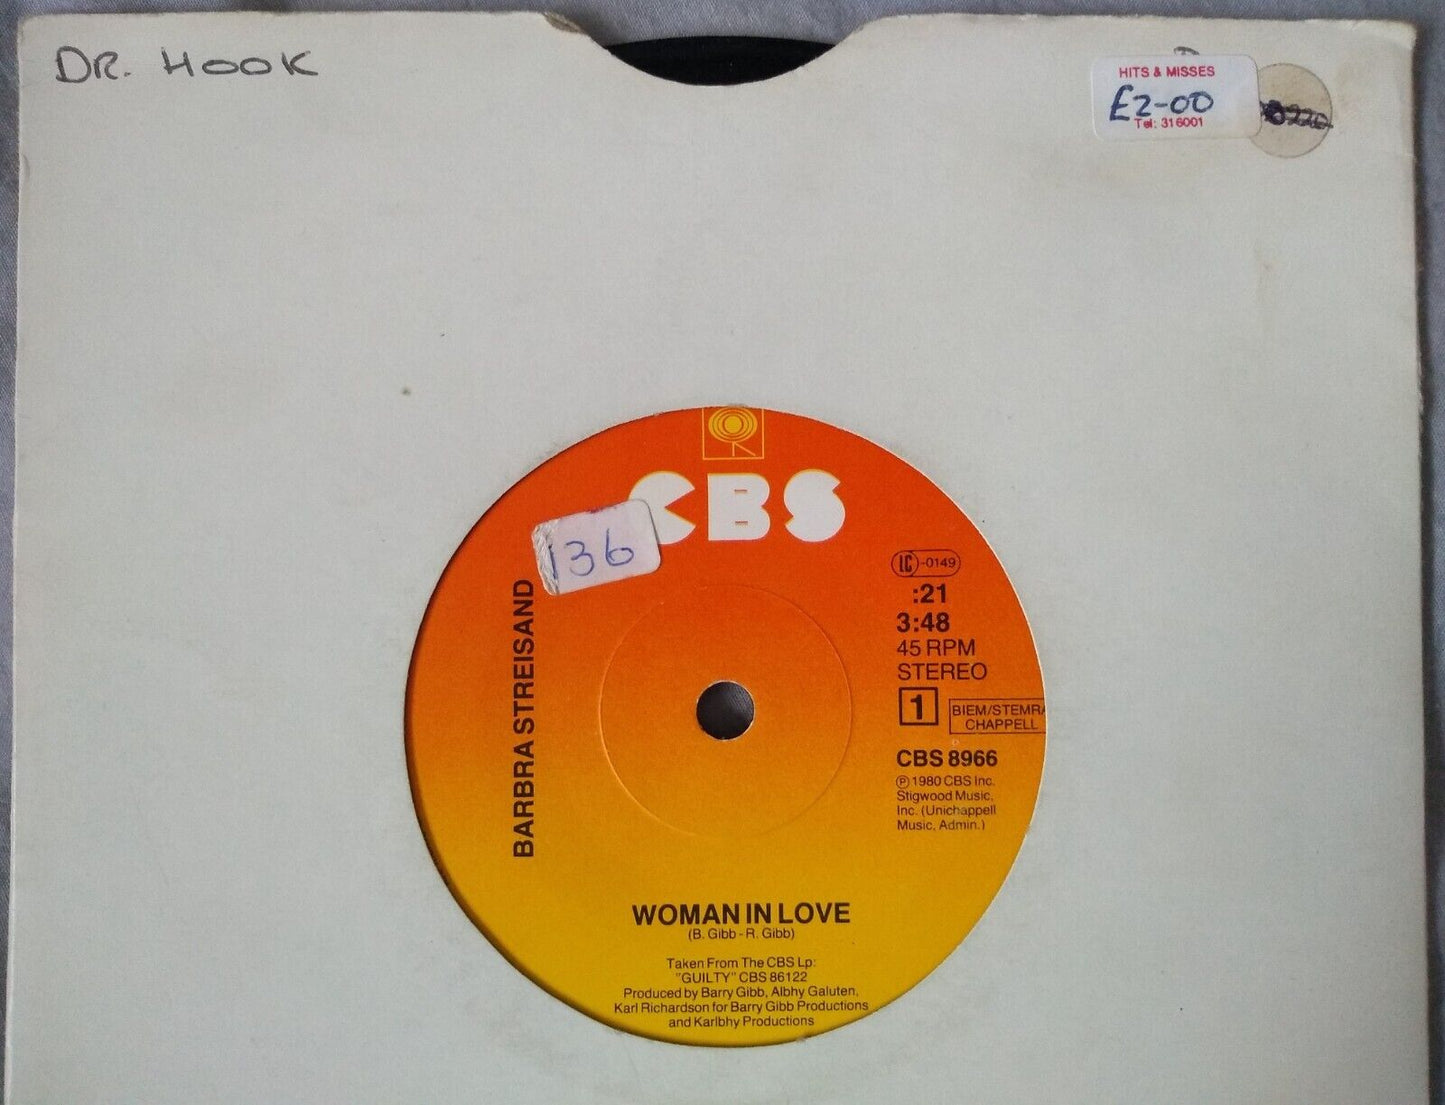 DR. HOOK
HITS & MISSES
£2-00
Tel: 316001
CBS
136
BARBRA STREISAND
LC-0149
:21
3:48
45 RPM
STEREO
1
BIEM/STEMRA
CHAPPELL
CBS 8966
℗ 1980 CBS Inc.
Stigwood Music,
Inc. (Unichappell
Music, Admin.)
WOMAN IN LOVE
(B. Gibb - R. Gibb)
Taken From The CBS Lp:
"GUILTY" CBS 86122
Produced by Barry Gibb, Albhy Galuten,
Karl Richardson for Barry Gibb Productions
and Karlbhy Productions